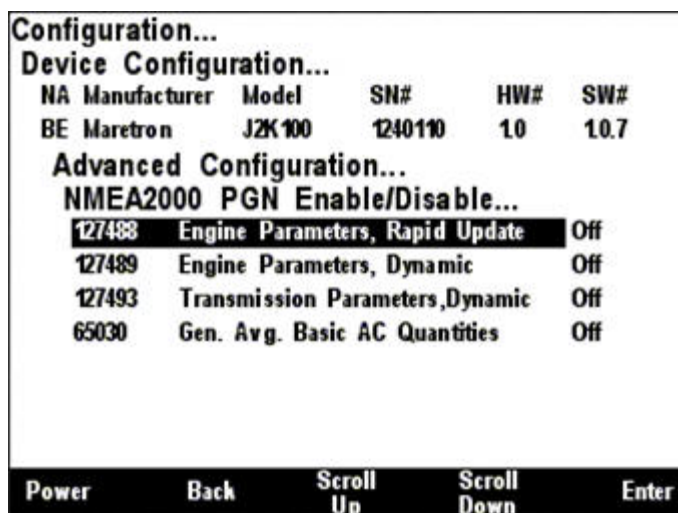 Configuration...
Device Configuration...
NA Manufacturer Model SN# HW# SW#
BE Maretron J2K100 1240110 1.0 1.0.7
Advanced Configuration...
NMEA2000 PGN Enable/Disable...
127488 Engine Parameters, Rapid Update Off
127489 Engine Parameters, Dynamic Off
127493 Transmission Parameters,Dynamic Off
65030 Gen. Avg. Basic AC Quantities Off
Power Back Scroll Up Scroll Down Enter